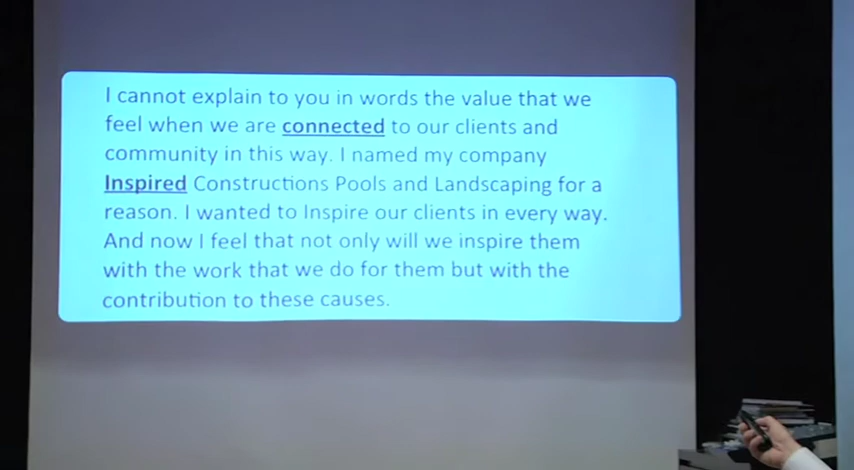 I cannot explain to you in words the value that we
feel when we are connected to our clients and
community in this way. I named my company
Inspired Constructions Pools and Landscaping for a
reason. I wanted to Inspire our clients in every way.
And now I feel that not only will we inspire them
with the work that we do for them but with the
contribution to these causes.